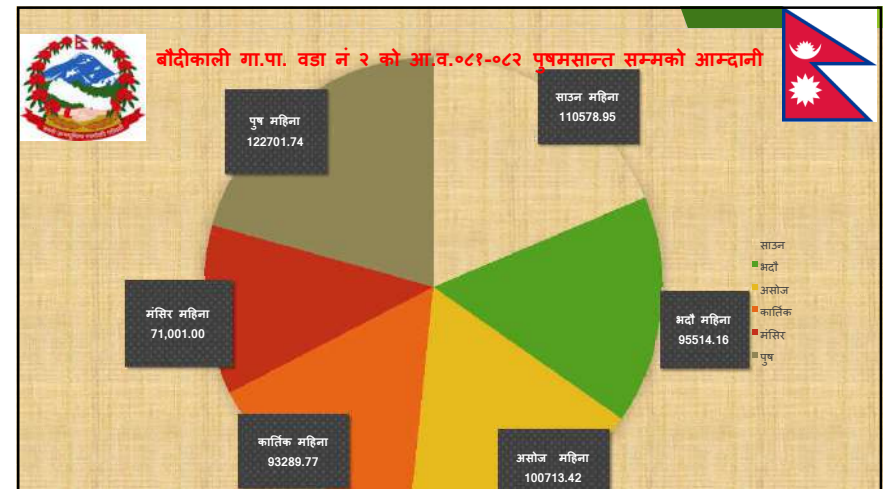 बौदीकाली गा.पा. वडा नं २ को आ.व.०८१-०८२ पुषमसान्त सम्मको आम्दानी
साउन महिना
110578.95
पुष महिना
122701.74
साउन
भदौ
असोज
कार्तिक
मंसिर
पुष
मंसिर महिना
71,001.00
भदौ महिना
95514.16
कार्तिक महिना
93289.77
असोज महिना
100713.42